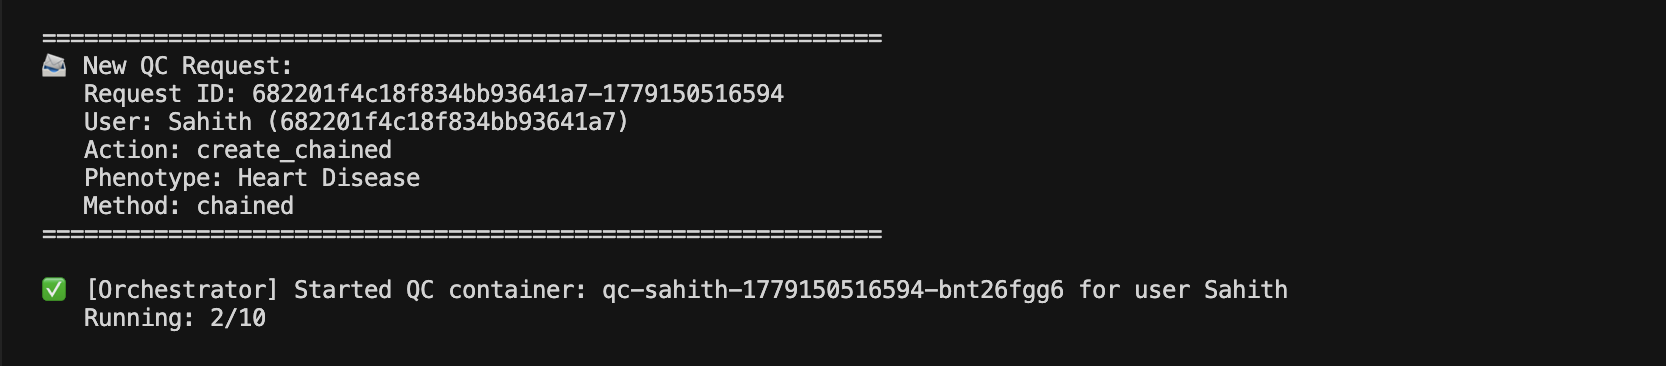 ============================================================
📨 New QC Request:
Request ID: 682201f4c18f834bb93641a7-1779150516594
User: Sahith (682201f4c18f834bb93641a7)
Action: create_chained
Phenotype: Heart Disease
Method: chained
============================================================
✅ [Orchestrator] Started QC container: qc-sahith-1779150516594-bnt26fgg6 for user Sahith
Running: 2/10